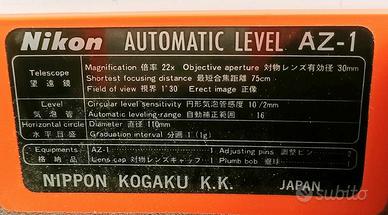 Nikon AUTOMATIC LEVEL AZ-1
Telescope
望遠鏡
Magnification 倍率 22x Objective aperture 対物レンズ有効径 30mm
Shortest focusing distance 最短合焦距離 75cm
Field of view 視界 1°30 Erect image 正像
Level
気泡管
Circular level sensitivity 円形気泡管感度 10'/2mm
Automatic leveling-range 自動補正範囲 16
Horizontal circle
水平目盛
Diameter 直径 110mm
Graduation interval 分画 1°(1g)
Equipments
格納品
AZ-1 1 Adjusting pins 調整ピン 2
Lens cap 対物レンズキャップ 1 Plumb bob 垂球 1
NIPPON KOGAKU K.K. JAPAN
subito